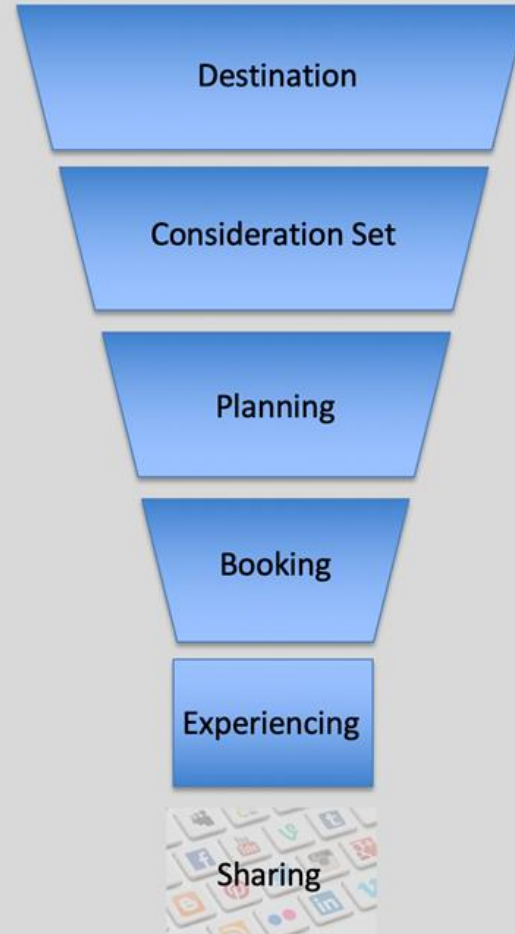 Destination
Consideration Set
Planning
Booking
Experiencing
Sharing